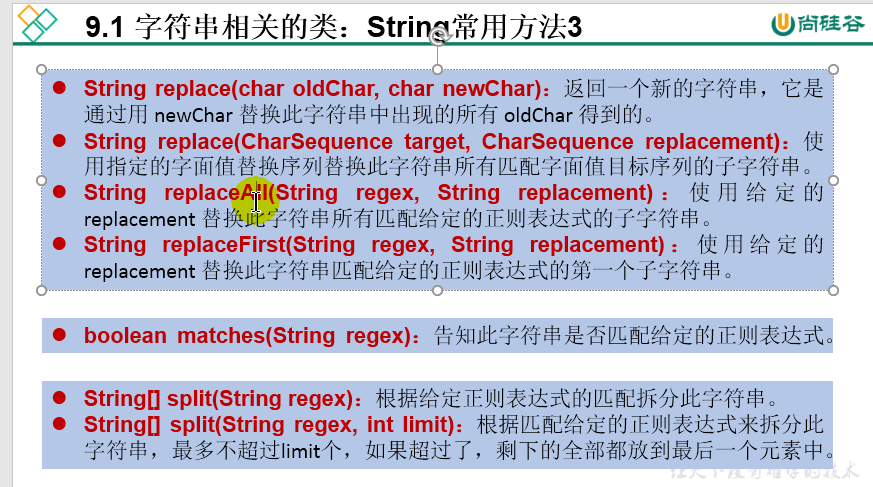 9.1 字符串相关的类：String常用方法3
尚硅谷
● String replace(char oldChar, char newChar)：返回一个新的字符串，它是
通过用 newChar 替换此字符串中出现的所有 oldChar 得到的。
● String replace(CharSequence target, CharSequence replacement)：使
用指定的字面值替换序列替换此字符串所有匹配字面值目标序列的子字符串。
● String replaceAll(String regex, String replacement)：使用给定的
replacement 替换此字符串所有匹配给定的正则表达式的子字符串。
● String replaceFirst(String regex, String replacement)：使用给定的
replacement 替换此字符串匹配给定的正则表达式的第一个子字符串。
● boolean matches(String regex)：告知此字符串是否匹配给定的正则表达式。
● String[] split(String regex)：根据给定正则表达式的匹配拆分此字符串。
● String[] split(String regex, int limit)：根据匹配给定的正则表达式来拆分此
字符串，最多不超过limit个，如果超过了，剩下的全部都放到最后一个元素中。
让天下没有难学的技术